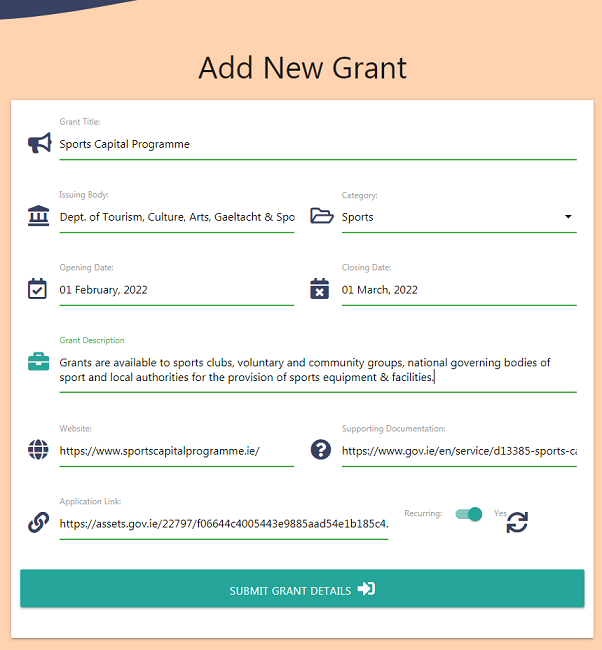 Add New Grant
Grant Title:
Sports Capital Programme
Issuing Body:
Category:
Dept. of Tourism, Culture, Arts, Gaeltacht & Spo
Sports
Opening Date:
Closing Date:
01 February, 2022
01 March, 2022
Grant Description
Grants are available to sports clubs, voluntary and community groups, national governing bodies of
sport and local authorities for the provision of sports equipment & facilities.
Website:
Supporting Documentation:
https://www.sportscapitalprogramme.ie/
https://www.gov.ie/en/service/d13385-sports-ca
Application Link:
Recurring:
Yes
https://assets.gov.ie/22797/f06644c4005443e9885aad54e1b185c4.
SUBMIT GRANT DETAILS